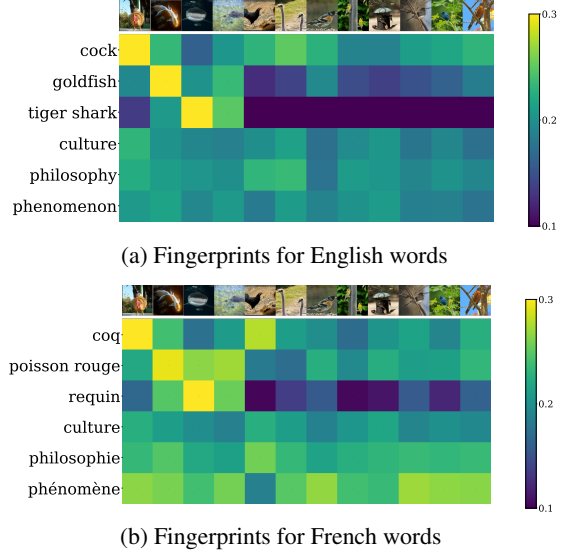 cock
goldfish
tiger shark
culture
philosophy
phenomenon
0.3
0.2
0.1
(a) Fingerprints for English words
coq
poisson rouge
requin
culture
philosophie
phénomène
0.3
0.2
0.1
(b) Fingerprints for French words